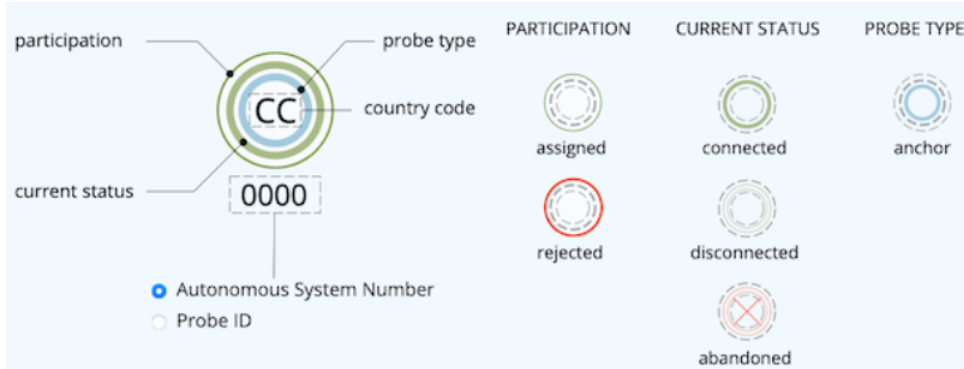 participation
probe type
CC
country code
current status
0000
Autonomous System Number
Probe ID
PARTICIPATION
assigned
rejected
CURRENT STATUS
connected
disconnected
abandoned
PROBE TYPE
anchor